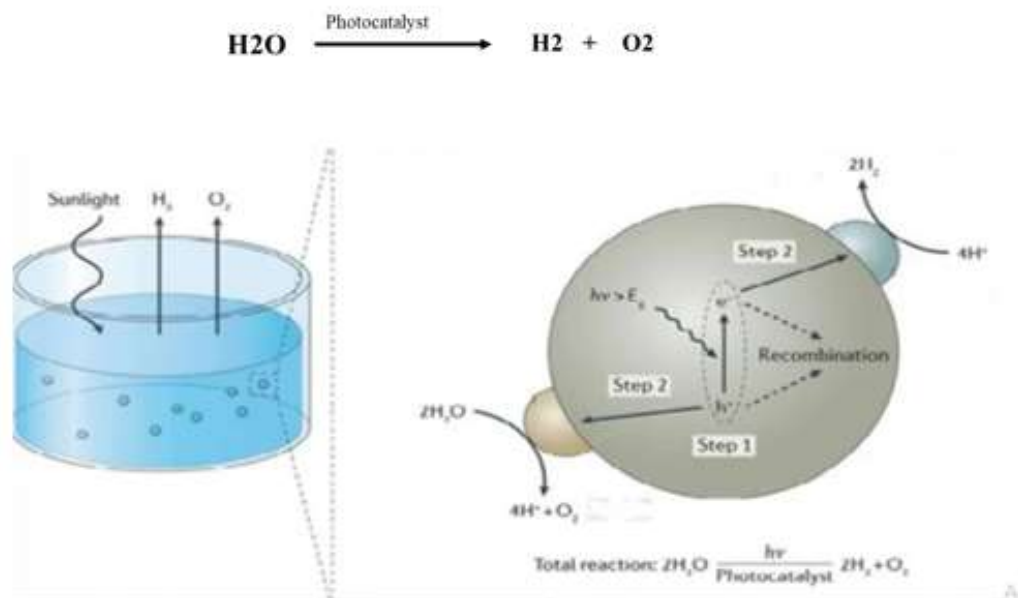 Photocatalyst
H2O H2 + O2
Sunlight H₂ O₂
2H₂
4H⁺
Step 2
hν > E_g
e⁻
Recombination
Step 2
h⁺
2H₂O
Step 1
4H⁺ + O₂
Total reaction: 2H₂O hν / Photocatalyst 2H₂ + O₂